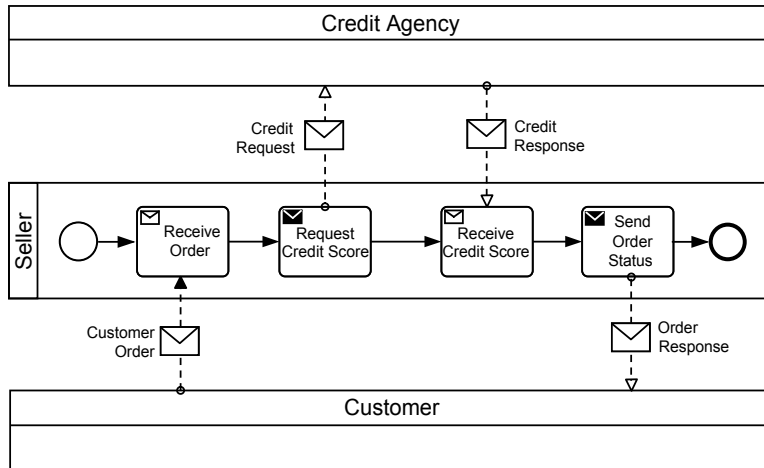 Credit Agency
Credit
Request
Credit
Response
Seller
Receive
Order
Request
Credit Score
Receive
Credit Score
Send
Order
Status
Customer
Order
Order
Response
Customer